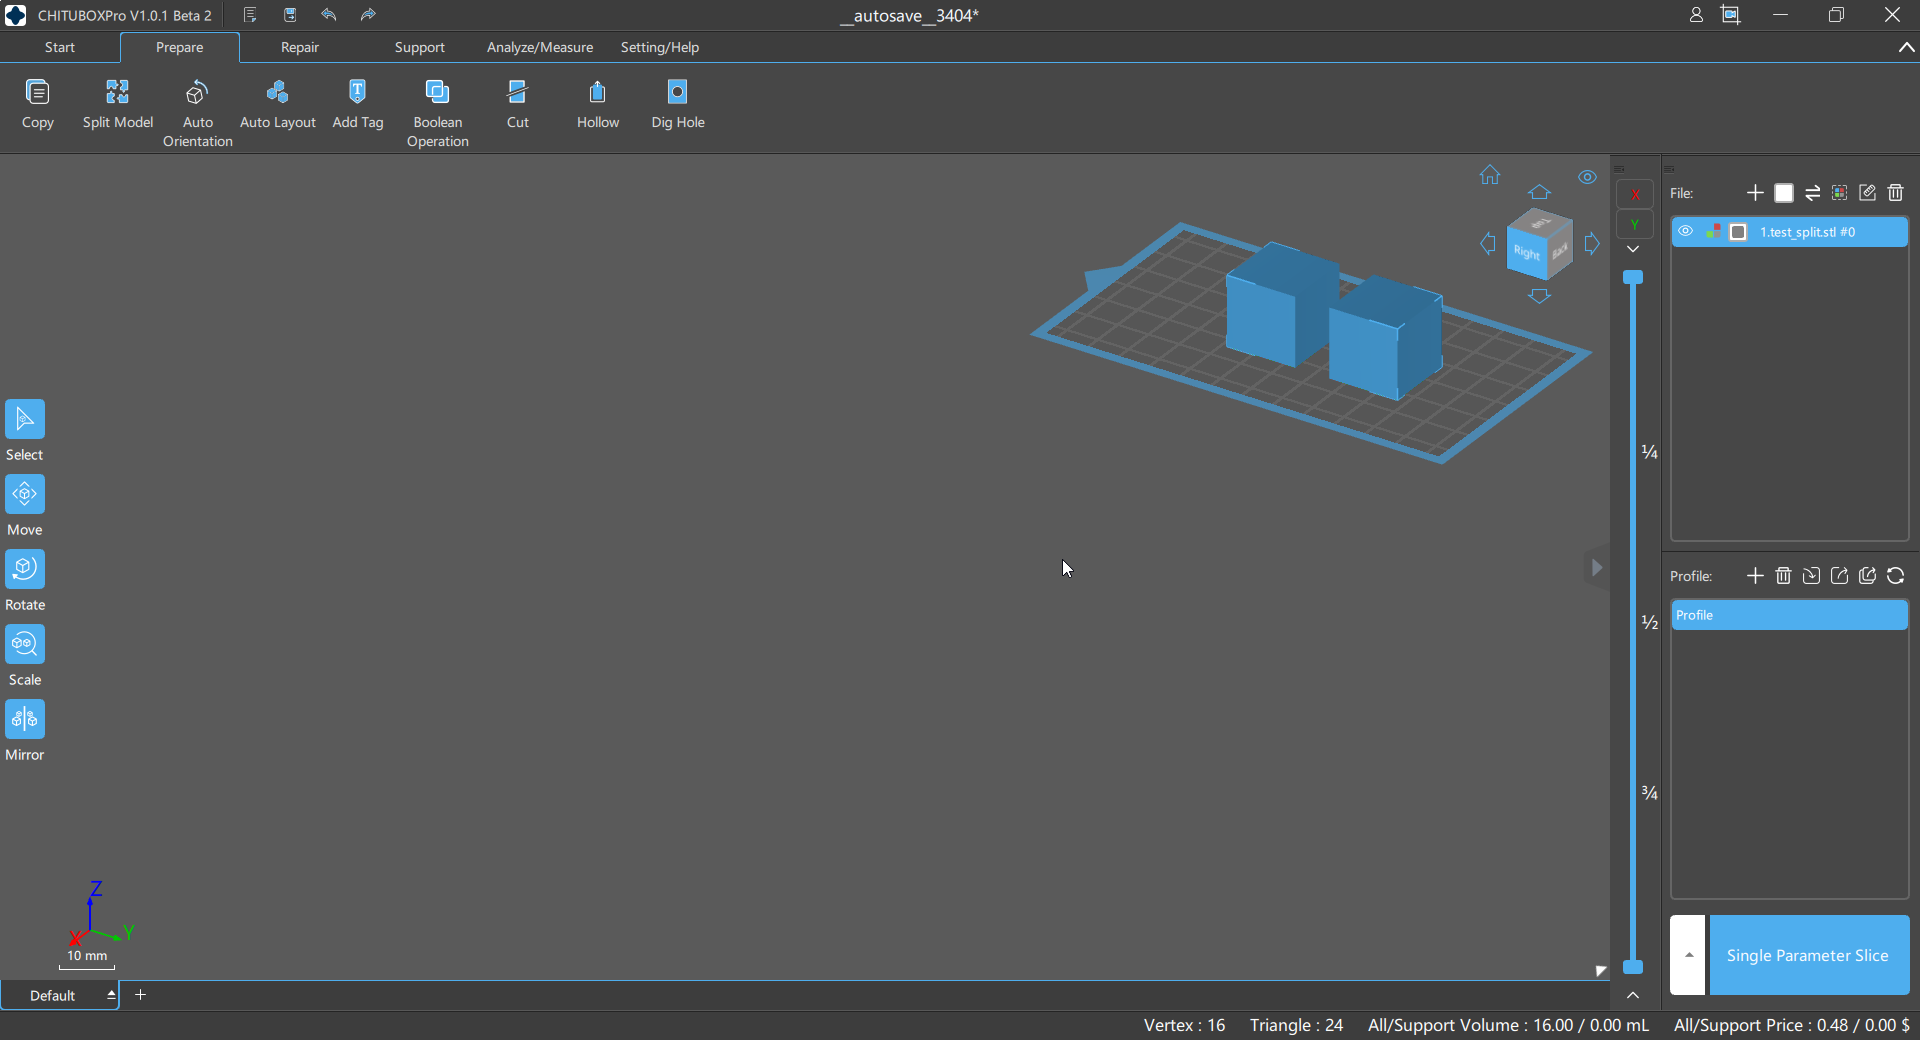 CHITUBOXPro V1.0.1 Beta 2
__autosave__3404*
Start
Prepare
Repair
Support
Analyze/Measure
Setting/Help
Copy
Split Model
Auto
Orientation
Auto Layout
Add Tag
Boolean
Operation
Cut
Hollow
Dig Hole
Top
Right
Back
X
Y
File:
1.test_split.stl #0
¼
½
¾
Select
Move
Rotate
Scale
Mirror
Profile:
Profile
Z
X
Y
10 mm
Single Parameter Slice
Default
Vertex : 16
Triangle : 24
All/Support Volume : 16.00 / 0.00 mL
All/Support Price : 0.48 / 0.00 $